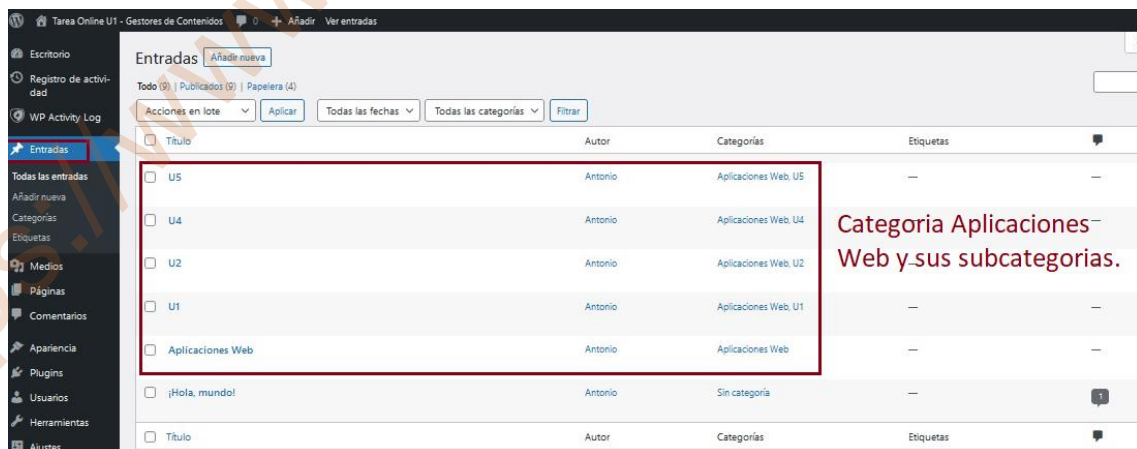 Tarea Online U1 - Gestores de Contenidos 0 + Añadir Ver entradas
Escritorio
Registro de activi-
dad
WP Activity Log
Entradas
Todas las entradas
Añadir nueva
Categorías
Etiquetas
Medios
Páginas
Comentarios
Apariencia
Plugins
Usuarios
Herramientas
Ajustes
Entradas Añadir nueva
Todo (9) | Publicados (9) | Papelera (4)
Acciones en lote Aplicar Todas las fechas Todas las categorías Filtrar
Título Autor Categorías Etiquetas
U5 Antonio Aplicaciones Web, U5 — —
U4 Antonio Aplicaciones Web, U4 — —
U2 Antonio Aplicaciones Web, U2 — —
U1 Antonio Aplicaciones Web, U1 — —
Aplicaciones Web Antonio Aplicaciones Web — —
¡Hola, mundo! Antonio Sin categoría — 1
Título Autor Categorías Etiquetas
Categoria Aplicaciones
Web y sus subcategorias.